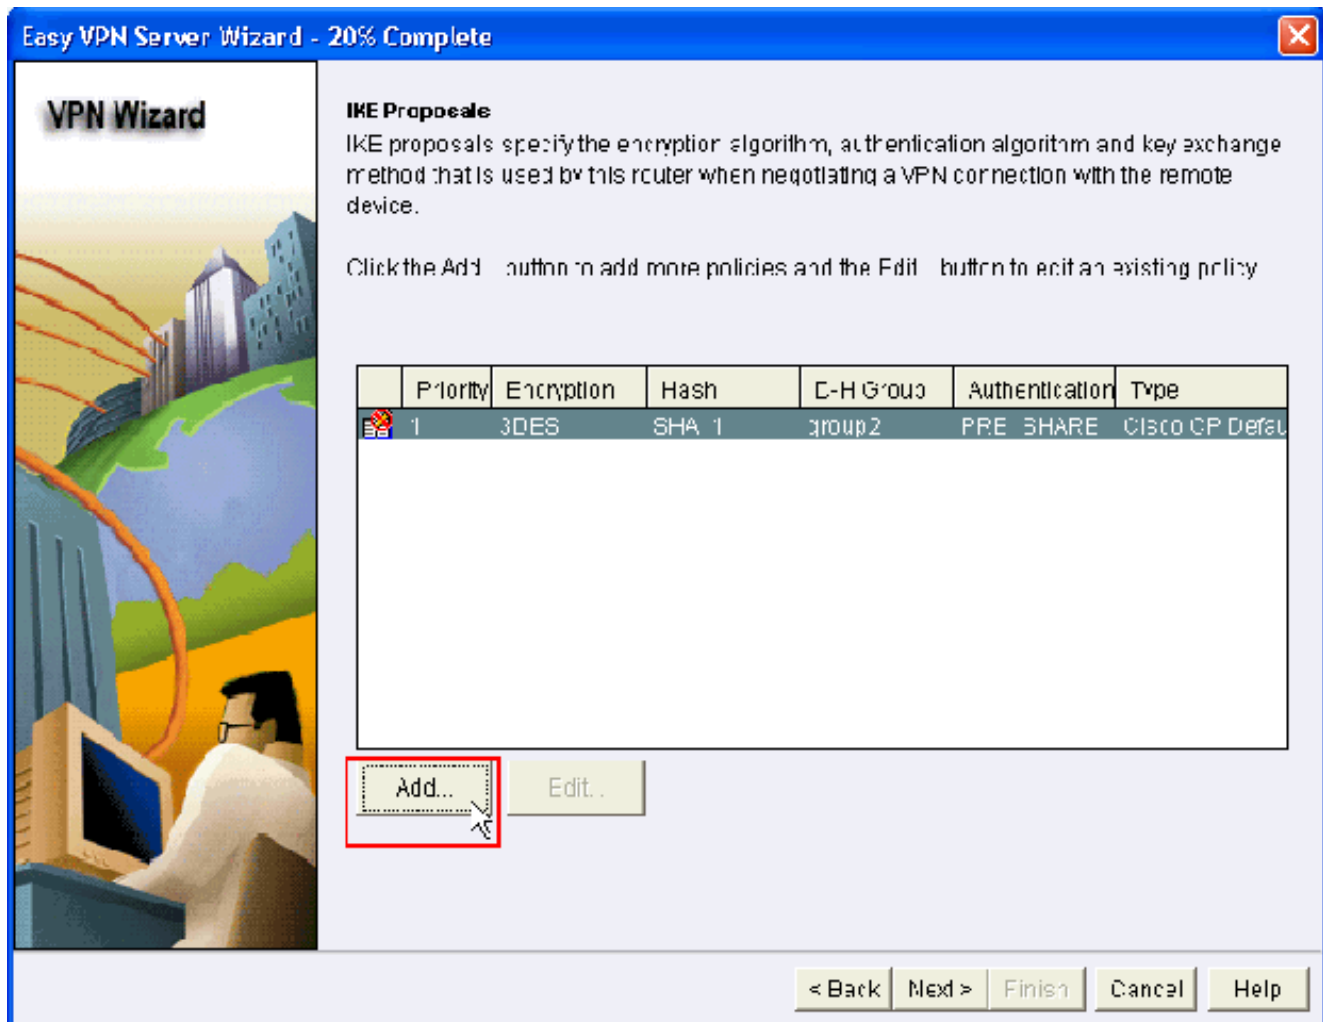 Easy VPN Server Wizard - 20% Complete
VPN Wizard
IKE Proposals
IKE proposals specify the encryption algorithm, authentication algorithm and key exchange
method that is used by this router when negotiating a VPN connection with the remote
device.
Click the Add... button to add more policies and the Edit... button to edit an existing policy.
Priority Encryption Hash D-H Group Authentication Type
1 3DES SHA_1 group2 PRE_SHARE Cisco CP Defau
Add... Edit...
< Back Next > Finish Cancel Help